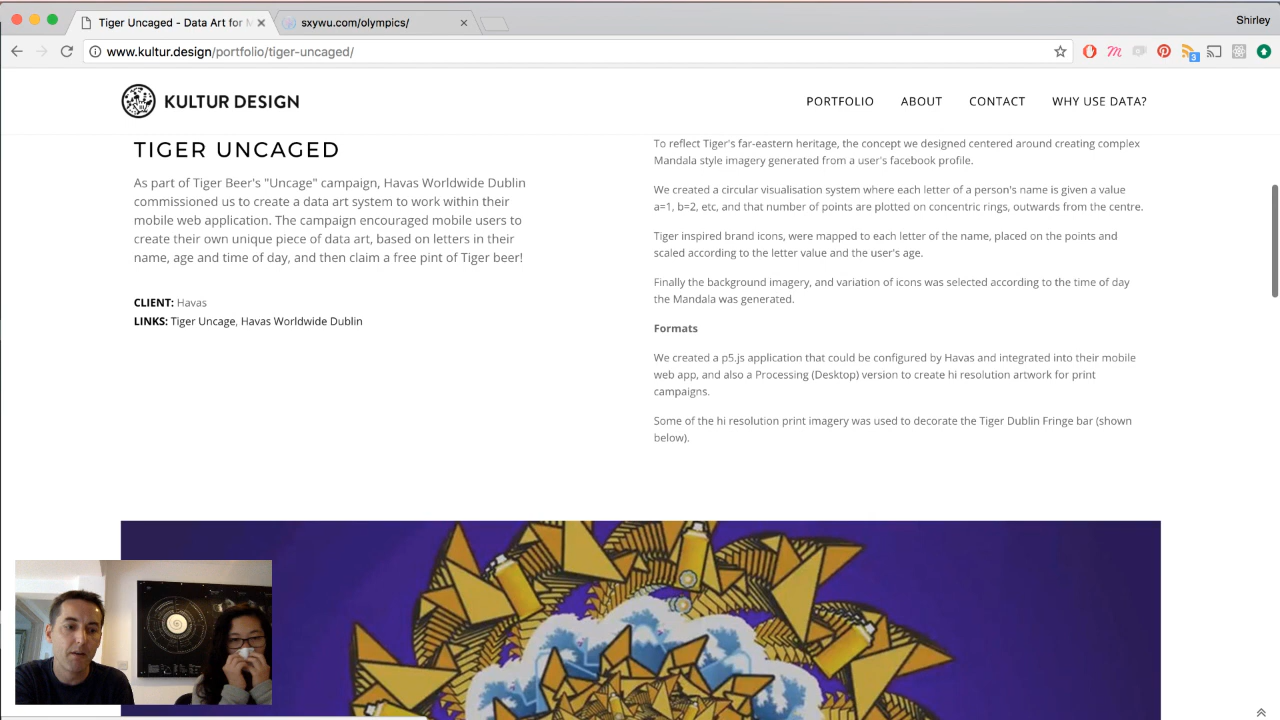 Tiger Uncaged - Data Art for M
sxywu.com/olympics/
Shirley
www.kultur.design/portfolio/tiger-uncaged/
3
KULTUR DESIGN
PORTFOLIO
ABOUT
CONTACT
WHY USE DATA?
TIGER UNCAGED
As part of Tiger Beer's "Uncage" campaign, Havas Worldwide Dublin
commissioned us to create a data art system to work within their
mobile web application. The campaign encouraged mobile users to
create their own unique piece of data art, based on letters in their
name, age and time of day, and then claim a free pint of Tiger beer!
CLIENT: Havas
LINKS: Tiger Uncage, Havas Worldwide Dublin
To reflect Tiger's far-eastern heritage, the concept we designed centered around creating complex
Mandala style imagery generated from a user's facebook profile.
We created a circular visualisation system where each letter of a person's name is given a value
a=1, b=2, etc, and that number of points are plotted on concentric rings, outwards from the centre.
Tiger inspired brand icons, were mapped to each letter of the name, placed on the points and
scaled according to the letter value and the user's age.
Finally the background imagery, and variation of icons was selected according to the time of day
the Mandala was generated.
Formats
We created a p5.js application that could be configured by Havas and integrated into their mobile
web app, and also a Processing (Desktop) version to create hi resolution artwork for print
campaigns.
Some of the hi resolution print imagery was used to decorate the Tiger Dublin Fringe bar (shown
below).